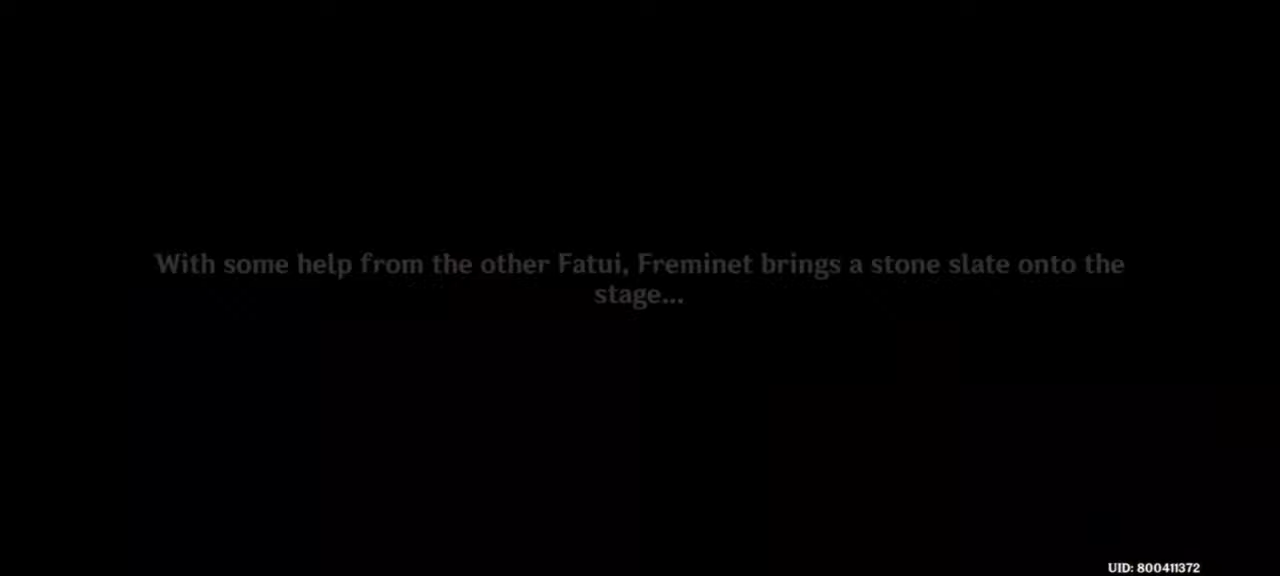 With some help from the other Fatui, Freminet brings a stone slate onto the
stage...
UID: 800411372